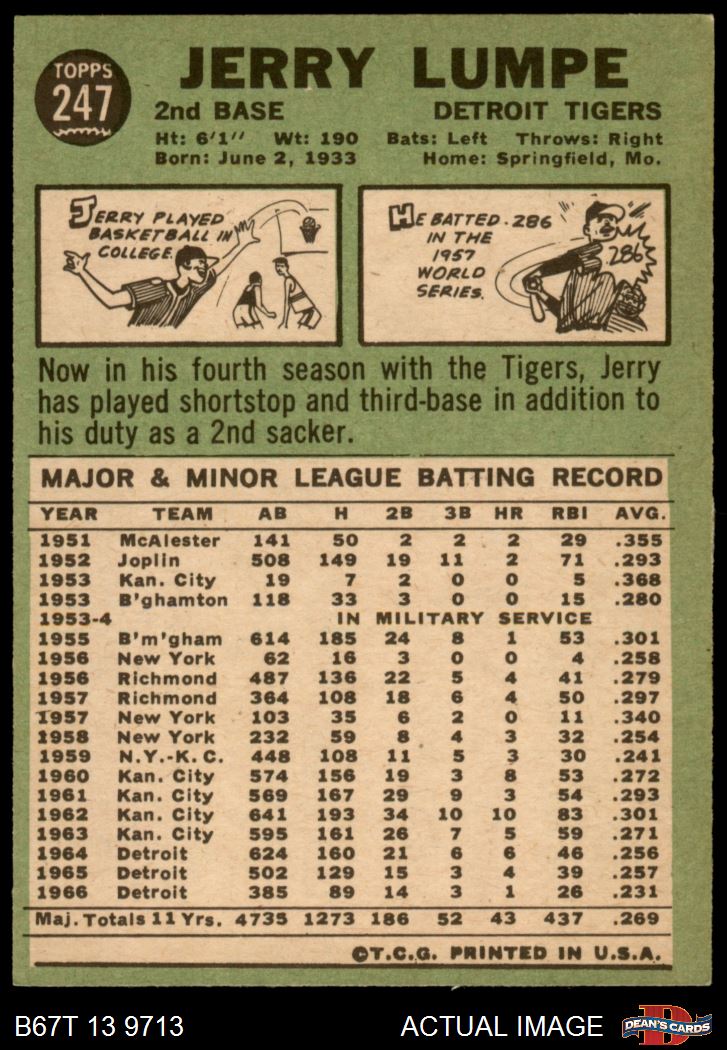 TOPPS
247
JERRY LUMPE
2nd BASE DETROIT TIGERS
Ht: 6'1" Wt: 190 Bats: Left Throws: Right
Born: June 2, 1933 Home: Springfield, Mo.
JERRY PLAYED
BASKETBALL IN
COLLEGE.
HE BATTED .286
IN THE
1957
WORLD
SERIES.
.286
Now in his fourth season with the Tigers, Jerry
has played shortstop and third-base in addition to
his duty as a 2nd sacker.
MAJOR & MINOR LEAGUE BATTING RECORD
YEAR TEAM AB H 2B 3B HR RBI AVG.
1951 McAlester 141 50 2 2 2 29 .355
1952 Joplin 508 149 19 11 2 71 .293
1953 Kan. City 19 7 2 0 0 5 .368
1953 B'ghamton 118 33 3 0 0 15 .280
1953-4 IN MILITARY SERVICE
1955 B'm'gham 614 185 24 8 1 53 .301
1956 New York 62 16 3 0 0 4 .258
1956 Richmond 487 136 22 5 4 41 .279
1957 Richmond 364 108 18 6 4 50 .297
1957 New York 103 35 6 2 0 11 .340
1958 New York 232 59 8 4 3 32 .254
1959 N.Y.-K.C. 448 108 11 5 3 30 .241
1960 Kan. City 574 156 19 3 8 53 .272
1961 Kan. City 569 167 29 9 3 54 .293
1962 Kan. City 641 193 34 10 10 83 .301
1963 Kan. City 595 161 26 7 5 59 .271
1964 Detroit 624 160 21 6 6 46 .256
1965 Detroit 502 129 15 3 4 39 .257
1966 Detroit 385 89 14 3 1 26 .231
Maj. Totals 11 Yrs. 4735 1273 186 52 43 437 .269
©T.C.G. PRINTED IN U.S.A.
B67T 13 9713 ACTUAL IMAGE
D
DEAN'S CARDS